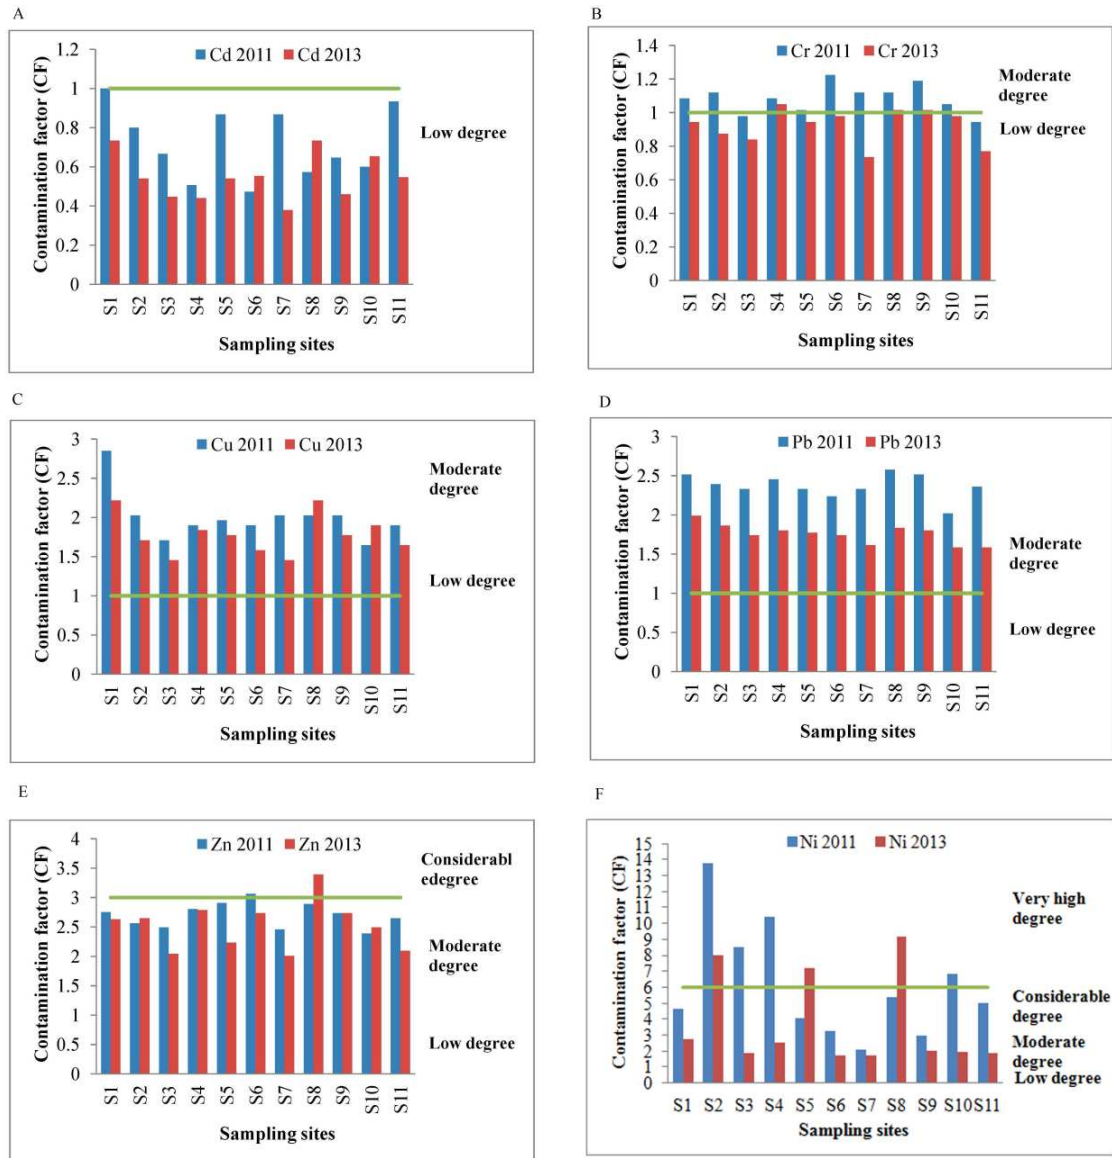 A
Cd 2011 Cd 2013
1.2
1
0.8
0.6
0.4
0.2
0
Contamination factor (CF)
Low degree
S1 S2 S3 S4 S5 S6 S7 S8 S9 S10 S11
Sampling sites
B
Cr 2011 Cr 2013
1.4
1.2
1
0.8
0.6
0.4
0.2
0
Contamination factor (CF)
Moderate
degree
Low degree
S1 S2 S3 S4 S5 S6 S7 S8 S9 S10 S11
Sampling sites
C
Cu 2011 Cu 2013
3
2.5
2
1.5
1
0.5
0
Contamination factor (CF)
Moderate
degree
Low degree
S1 S2 S3 S4 S5 S6 S7 S8 S9 S10 S11
Sampling sites
D
Pb 2011 Pb 2013
3
2.5
2
1.5
1
0.5
0
Contamination factor (CF)
Moderate
degree
Low degree
S1 S2 S3 S4 S5 S6 S7 S8 S9 S10 S11
Sampling sites
E
Zn 2011 Zn 2013
4
3.5
3
2.5
2
1.5
1
0.5
0
Contamination factor (CF)
Considerabl
edegree
Moderate
degree
Low degree
S1 S2 S3 S4 S5 S6 S7 S8 S9 S10 S11
Sampling sites
F
Ni 2011 Ni 2013
15
14
13
12
11
10
9
8
7
6
5
4
3
2
1
0
Contamination factor (CF)
Very high
degree
Considerable
degree
Moderate
degree
Low degree
S1 S2 S3 S4 S5 S6 S7 S8 S9 S10 S11
Sampling sites